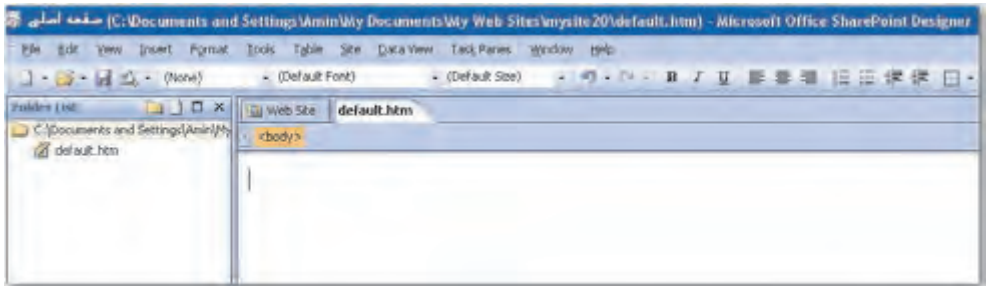 صفحه اصلی (C:\Documents and Settings\Amin\My Documents\My Web Sites\mysite20\default.htm) - Microsoft Office SharePoint Designer
File Edit View Insert Format Tools Table Site Data View Task Panes Window Help
(None) (Default Font) (Default Size) B I U
Folder List Web Site default.htm
C:\Documents and Settings\Amin\My <body>
default.htm